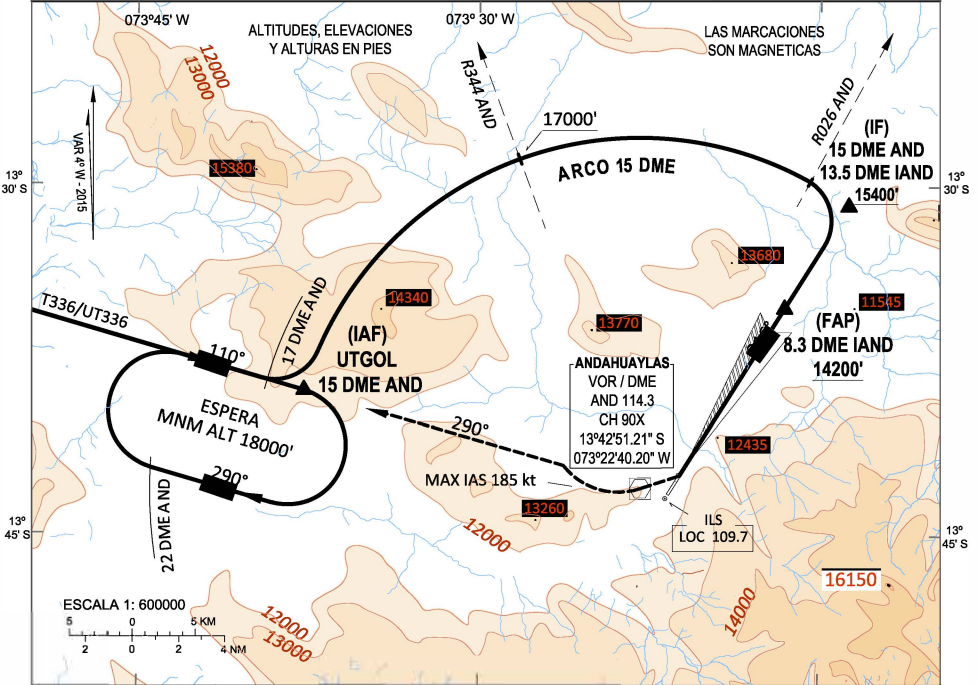 073°45' W
073° 30' W
ALTITUDES, ELEVACIONES
Y ALTURAS EN PIES
LAS MARCACIONES
SON MAGNETICAS
12000
13000
R344 AND
R026 AND
17000'
ARCO 15 DME
(IF)
15 DME AND
13.5 DME IAND
15400'
VAR 4° W - 2015
15380
13°
30' S
13°
30' S
13680
14340
11545
13770
T336/UT336
110°
17 DME AND
(IAF)
UTGOL
15 DME AND
(FAP)
8.3 DME IAND
14200'
ANDAHUAYLAS
VOR / DME
AND 114.3
CH 90X
13°42'51.21" S
073°22'40.20" W
ESPERA
MNM ALT 18000'
290°
290°
12435
MAX IAS 185 kt
13260
12000
22 DME AND
ILS
LOC 109.7
13°
45' S
13°
45' S
16150
14000
ESCALA 1: 600000
5 0 5 KM
2 0 2 4 NM
12000
13000